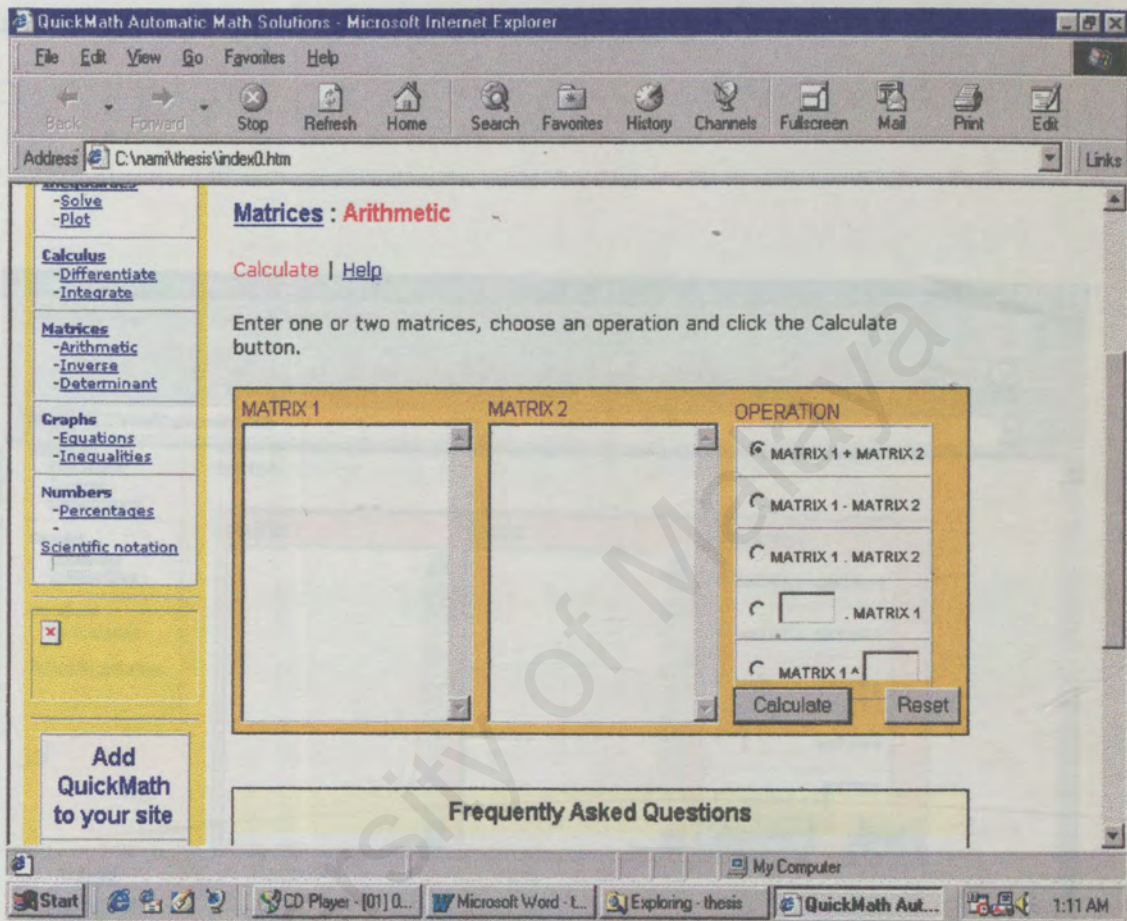 QuickMath Automatic Math Solutions - Microsoft Internet Explorer
File Edit View Go Favorites Help
Back Forward Stop Refresh Home Search Favorites History Channels Fullscreen Mail Print Edit
Address C:\nami\thesis\index0.htm Links
Inequalities
-Solve
-Plot
Calculus
-Differentiate
-Integrate
Matrices
-Arithmetic
-Inverse
-Determinant
Graphs
-Equations
-Inequalities
Numbers
-Percentages
-
Scientific notation
Add
QuickMath
to your site
Matrices : Arithmetic
Calculate | Help
Enter one or two matrices, choose an operation and click the Calculate
button.
MATRIX 1 MATRIX 2 OPERATION
MATRIX 1 + MATRIX 2
MATRIX 1 - MATRIX 2
MATRIX 1 . MATRIX 2
. MATRIX 1
MATRIX 1 ^
Calculate Reset
Frequently Asked Questions
My Computer
Start CD Player - [01] 0... Microsoft Word - t... Exploring - thesis QuickMath Aut... 1:11 AM
rsity of Malaya